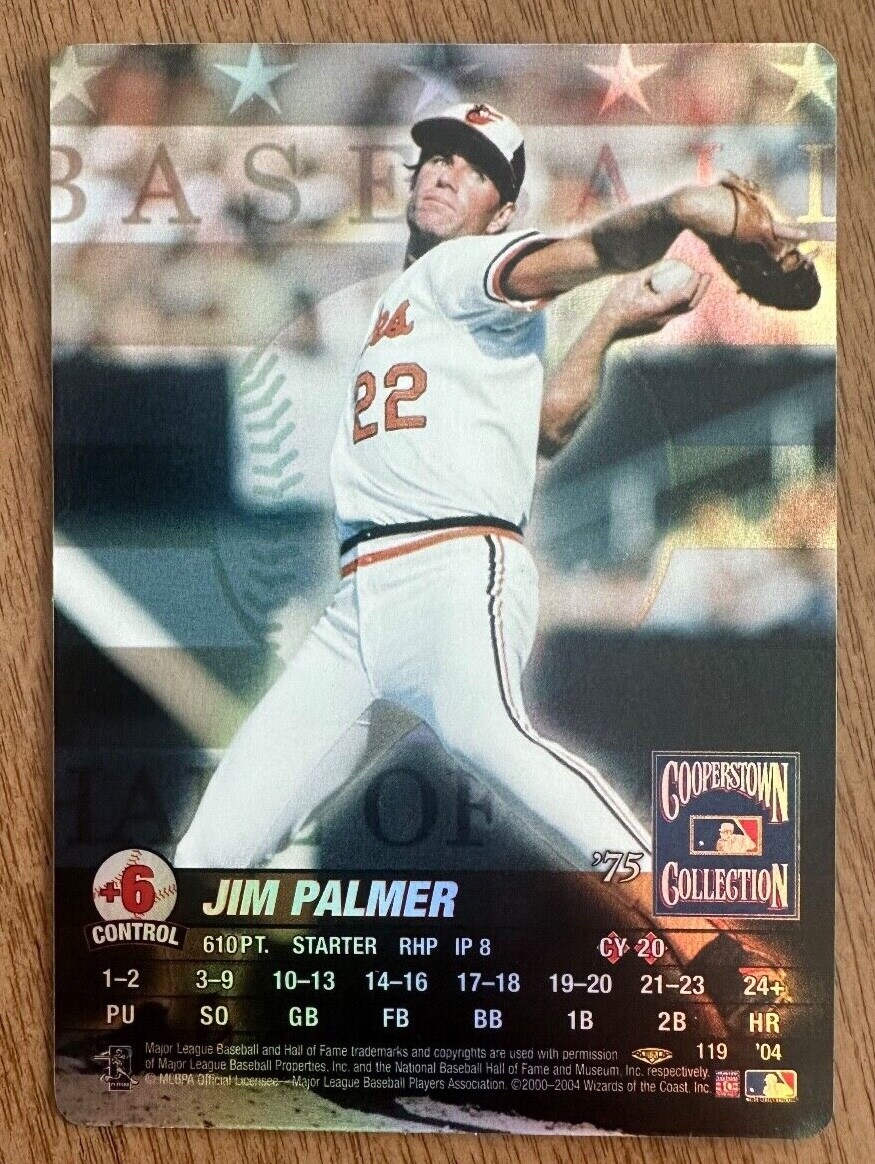 BASEBALL
22
HALL OF
COOPERSTOWN
COLLECTION
'75
+6
CONTROL
JIM PALMER
610 PT. STARTER RHP IP 8 CY 20
1–2 3–9 10–13 14–16 17–18 19–20 21–23 24+
PU SO GB FB BB 1B 2B HR
Major League Baseball and Hall of Fame trademarks and copyrights are used with permission
of Major League Baseball Properties, Inc. and the National Baseball Hall of Fame and Museum, Inc. respectively.
© MLBPA Official Licensee—Major League Baseball Players Association. ©2000–2004 Wizards of the Coast, Inc.
119 '04